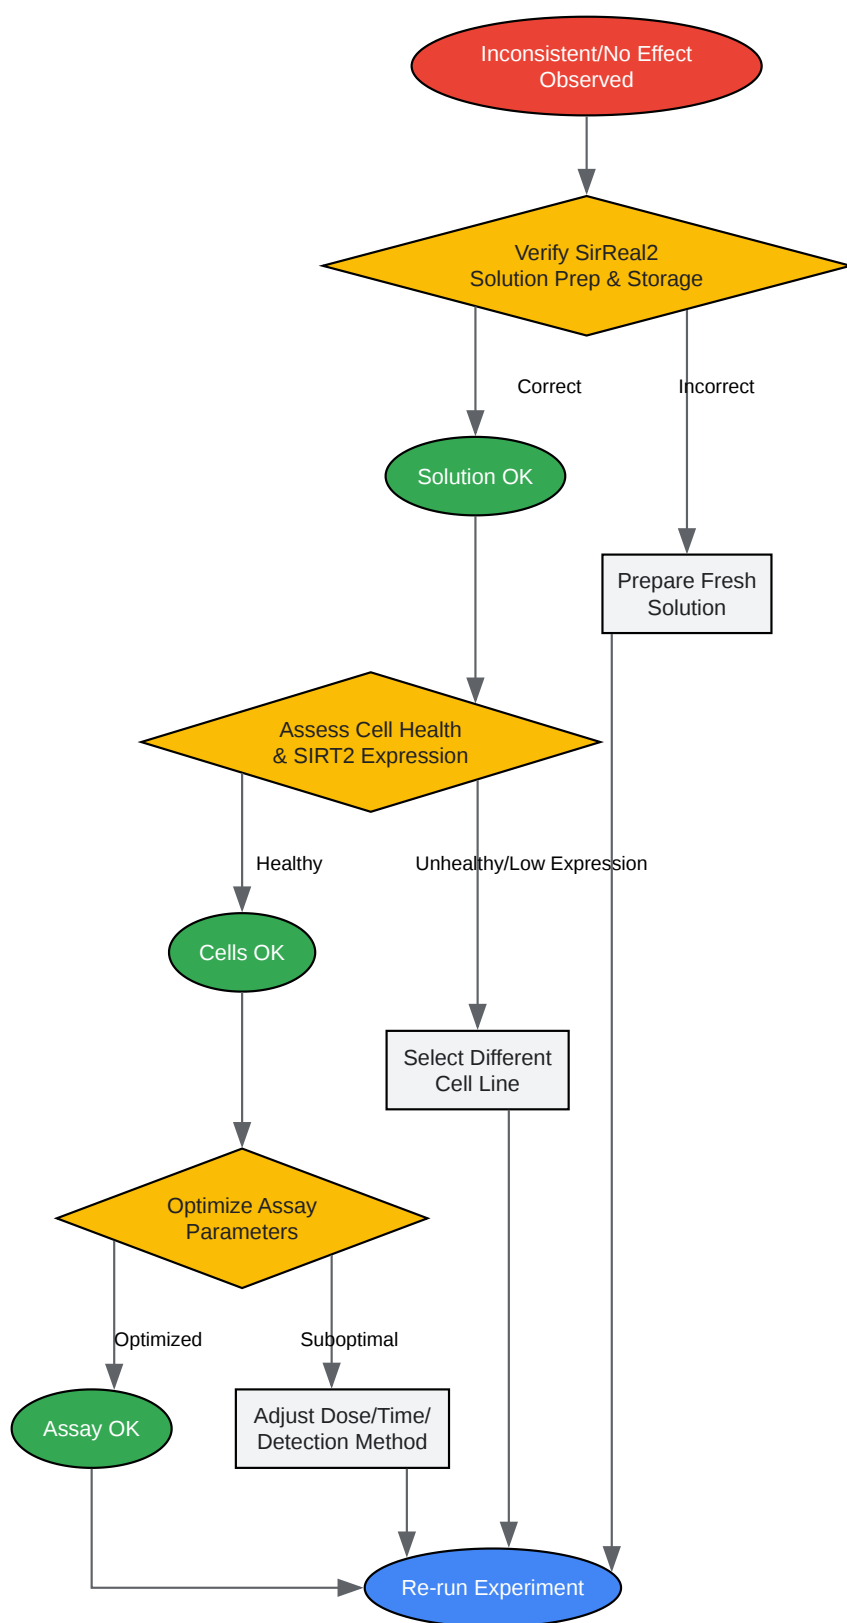 Inconsistent/No Effect
Observed
Verify SirReal2
Solution Prep & Storage
Correct
Incorrect
Solution OK
Prepare Fresh
Solution
Assess Cell Health
& SIRT2 Expression
Healthy
Unhealthy/Low Expression
Cells OK
Select Different
Cell Line
Optimize Assay
Parameters
Optimized
Suboptimal
Assay OK
Adjust Dose/Time/
Detection Method
Re-run Experiment